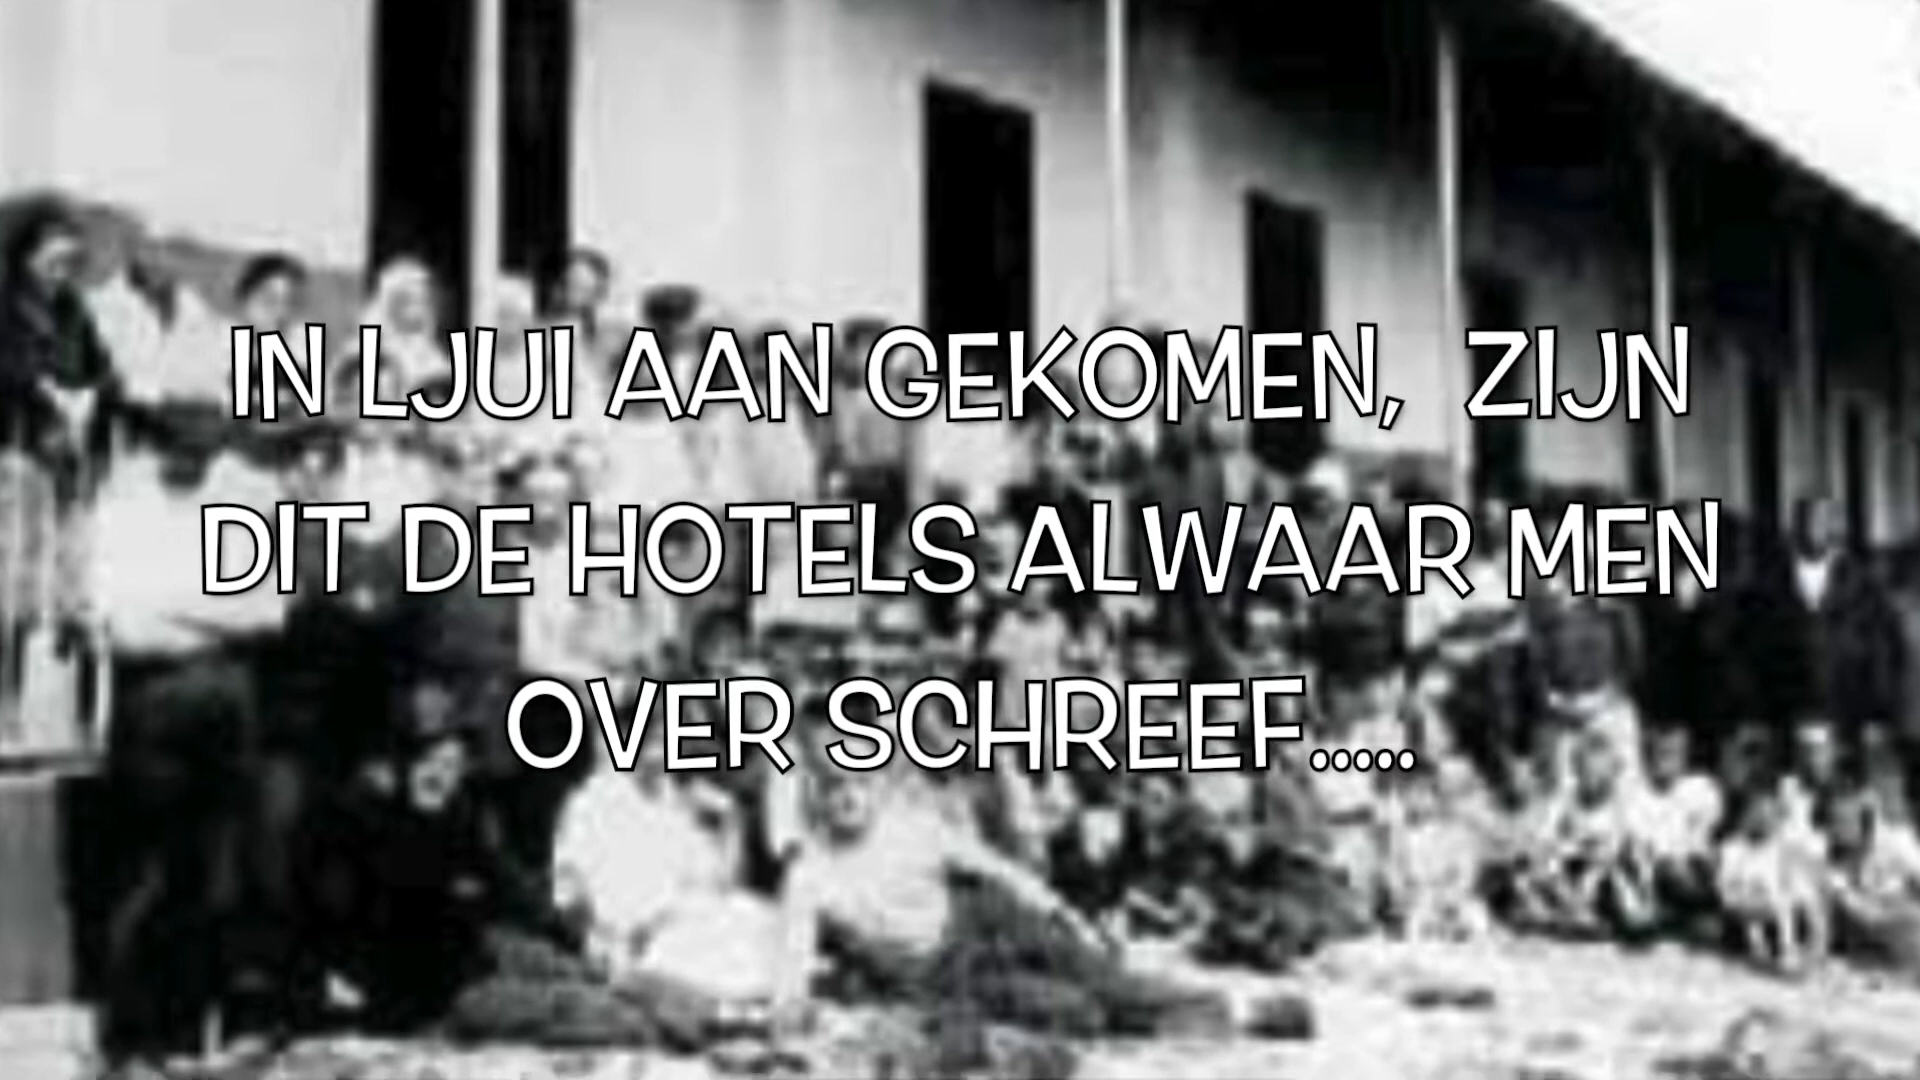 IN LJUI AAN GEKOMEN, ZIJN
DIT DE HOTELS ALWAAR MEN
OVER SCHREEF.....